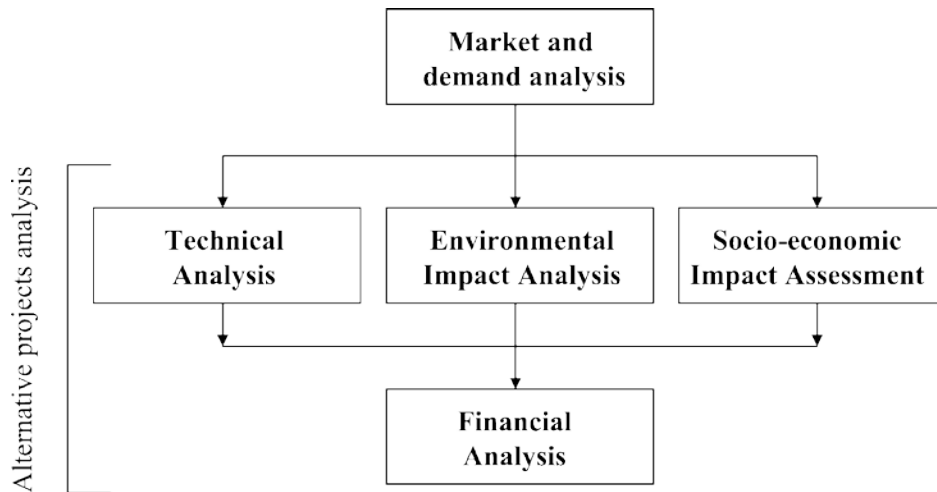 Market and
demand analysis
Alternative projects analysis
Technical
Analysis
Environmental
Impact Analysis
Socio-economic
Impact Assessment
Financial
Analysis